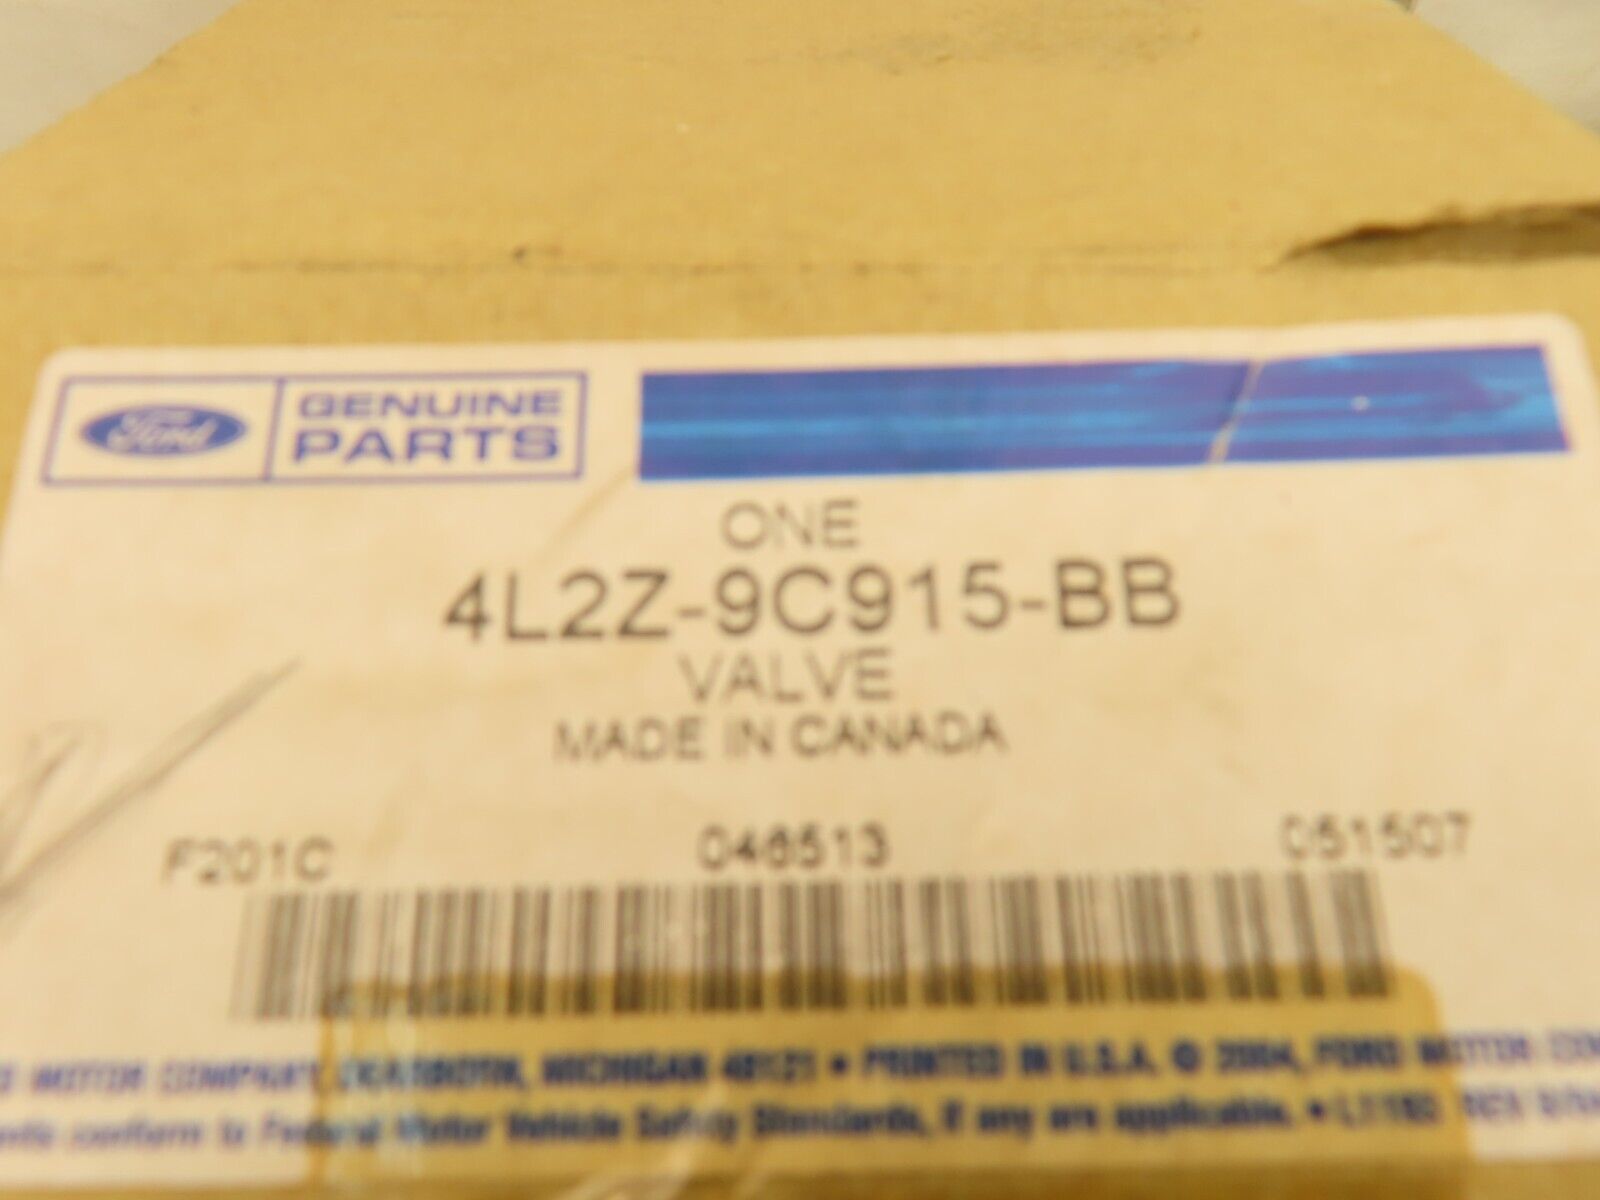 Ford
GENUINE
PARTS
ONE
4L2Z-9C915-BB
VALVE
MADE IN CANADA
F201C 046513 051507
MOTOR COMPANY, DEARBORN, MICHIGAN 48121 • PRINTED IN U.S.A. © 2004, FORD MOTOR
conform to Federal Motor Vehicle Safety Standards, if any are applicable. •